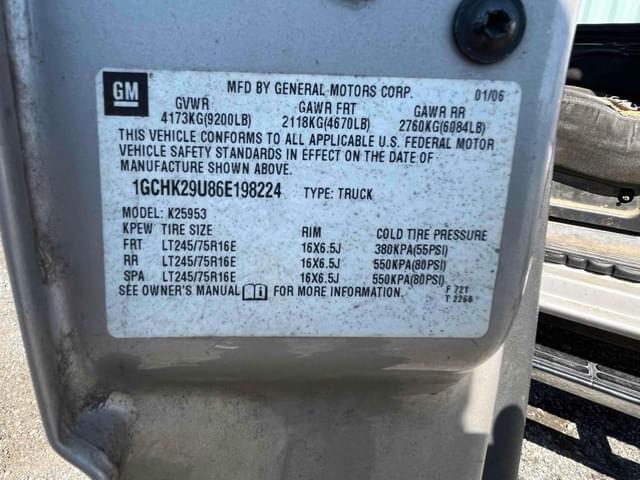 GM
MFD BY GENERAL MOTORS CORP. 01/06
GVWR GAWR FRT GAWR RR
4173KG(9200LB) 2118KG(4670LB) 2760KG(6084LB)
THIS VEHICLE CONFORMS TO ALL APPLICABLE U.S. FEDERAL MOTOR
VEHICLE SAFETY STANDARDS IN EFFECT ON THE DATE OF
MANUFACTURE SHOWN ABOVE.
1GCHK29U86E198224 TYPE: TRUCK
MODEL: K25953
KPEW TIRE SIZE RIM COLD TIRE PRESSURE
FRT LT245/75R16E 16X6.5J 380KPA(55PSI)
RR LT245/75R16E 16X6.5J 550KPA(80PSI)
SPA LT245/75R16E 16X6.5J 550KPA(80PSI)
SEE OWNER'S MANUAL FOR MORE INFORMATION.
F 721
T 2268